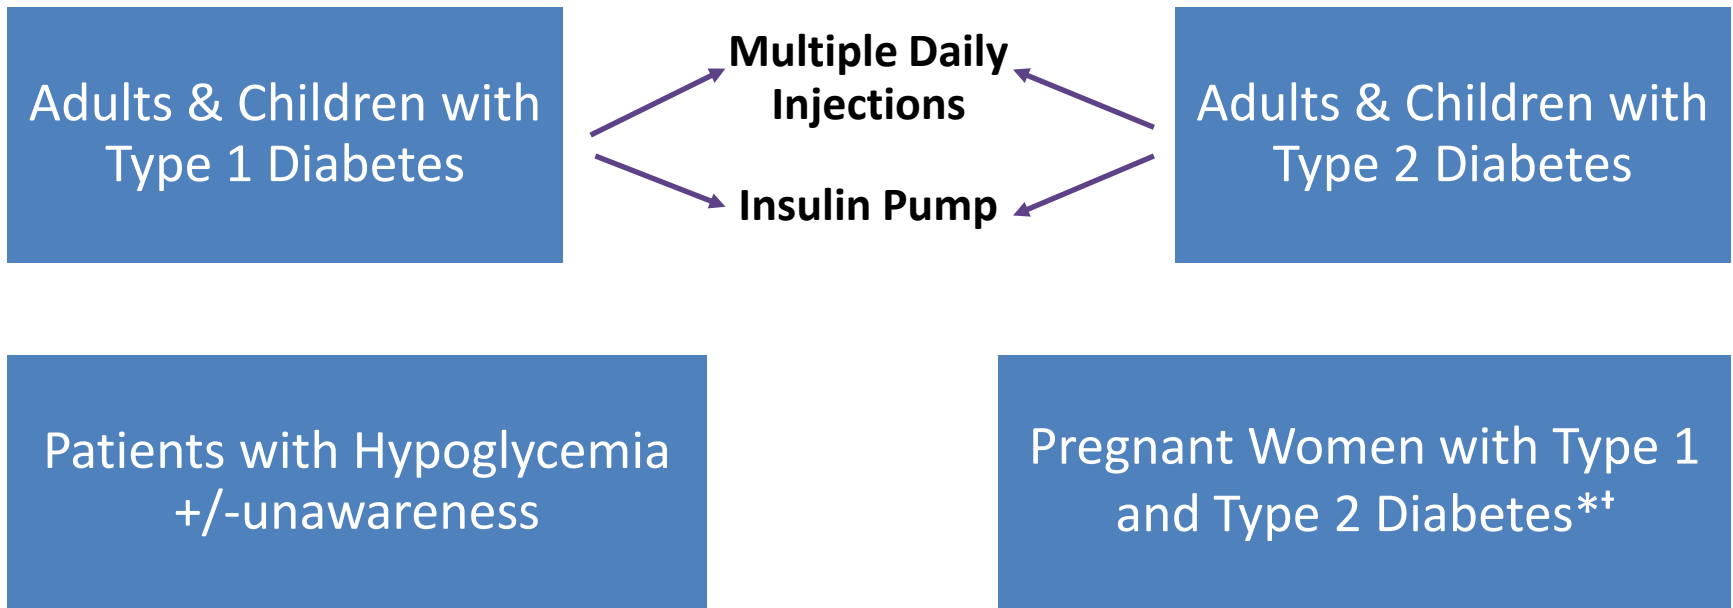 Adults & Children with
Type 1 Diabetes
Multiple Daily
Injections
Insulin Pump
Adults & Children with
Type 2 Diabetes
Patients with Hypoglycemia
+/-unawareness
Pregnant Women with Type 1
and Type 2 Diabetes*†